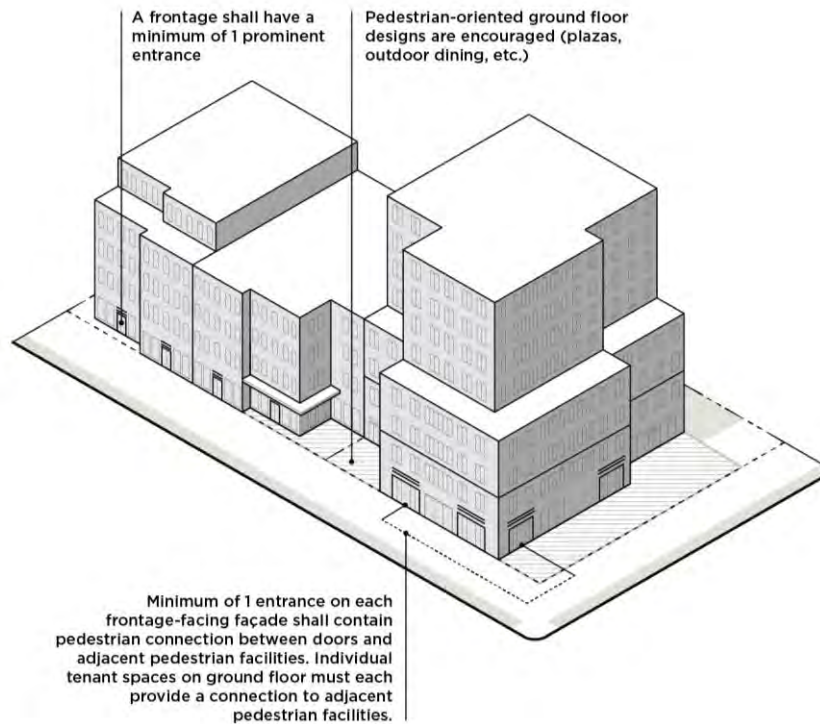 A frontage shall have a
minimum of 1 prominent
entrance
Pedestrian-oriented ground floor
designs are encouraged (plazas,
outdoor dining, etc.)
Minimum of 1 entrance on each
frontage-facing façade shall contain
pedestrian connection between doors and
adjacent pedestrian facilities. Individual
tenant spaces on ground floor must each
provide a connection to adjacent
pedestrian facilities.